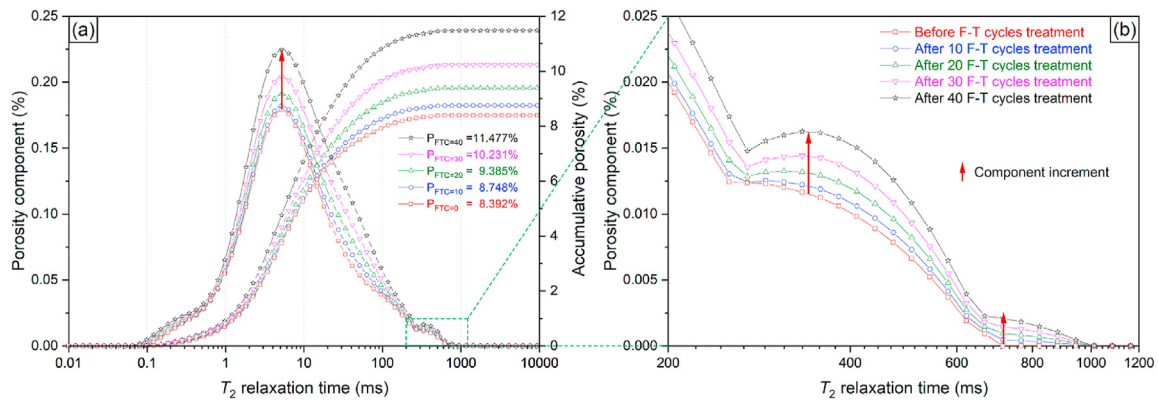 (a)
Porosity component (%)
0.25
0.20
0.15
0.10
0.05
0.00
0.01 0.1 1 10 100 1000 10000
T2 relaxation time (ms)
12
10
8
6
4
2
0
Accumulative porosity (%)
PFTC=40 =11.477%
PFTC=30 =10.231%
PFTC=20 = 9.385%
PFTC=10 = 8.748%
PFTC=0 = 8.392%
(b)
Porosity component (%)
0.025
0.020
0.015
0.010
0.005
0.000
200 400 600 800 1000 1200
T2 relaxation time (ms)
Before F-T cycles treatment
After 10 F-T cycles treatment
After 20 F-T cycles treatment
After 30 F-T cycles treatment
After 40 F-T cycles treatment
Component increment